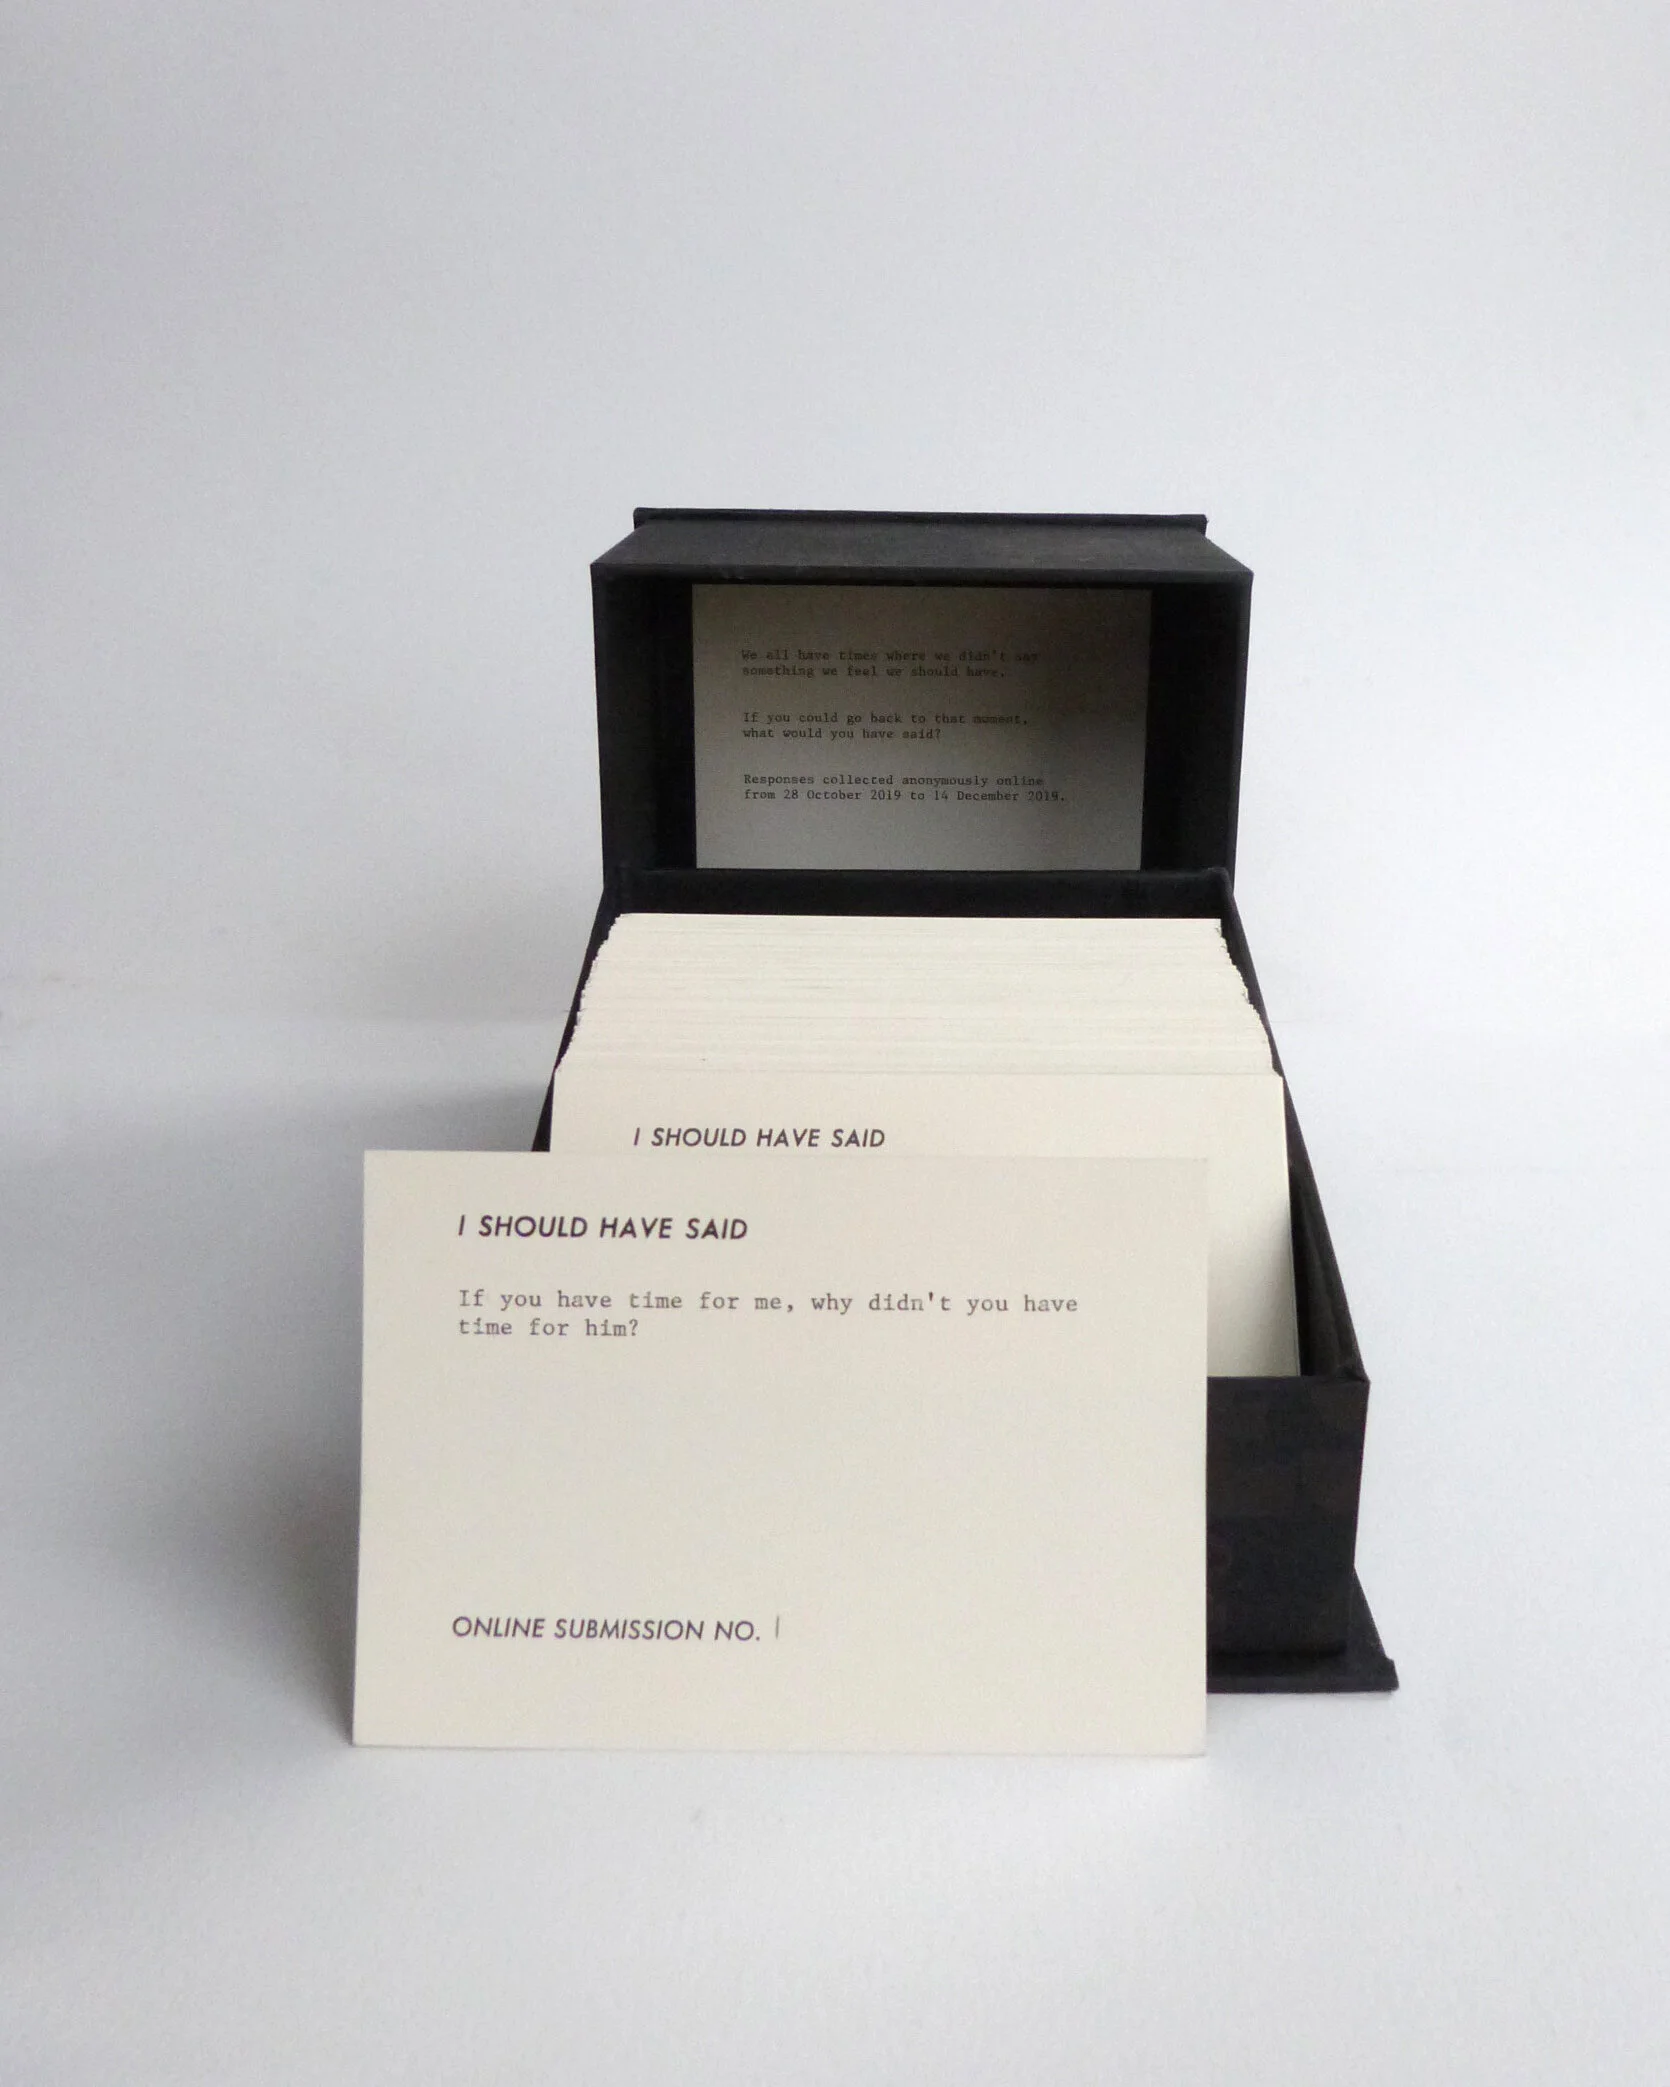 We all have times where we didn't say
something we feel we should have.
If you could go back to that moment,
what would you have said?
Responses collected anonymously online
from 28 October 2019 to 14 December 2019.
I SHOULD HAVE SAID
I SHOULD HAVE SAID
If you have time for me, why didn't you have
time for him?
ONLINE SUBMISSION NO. 1